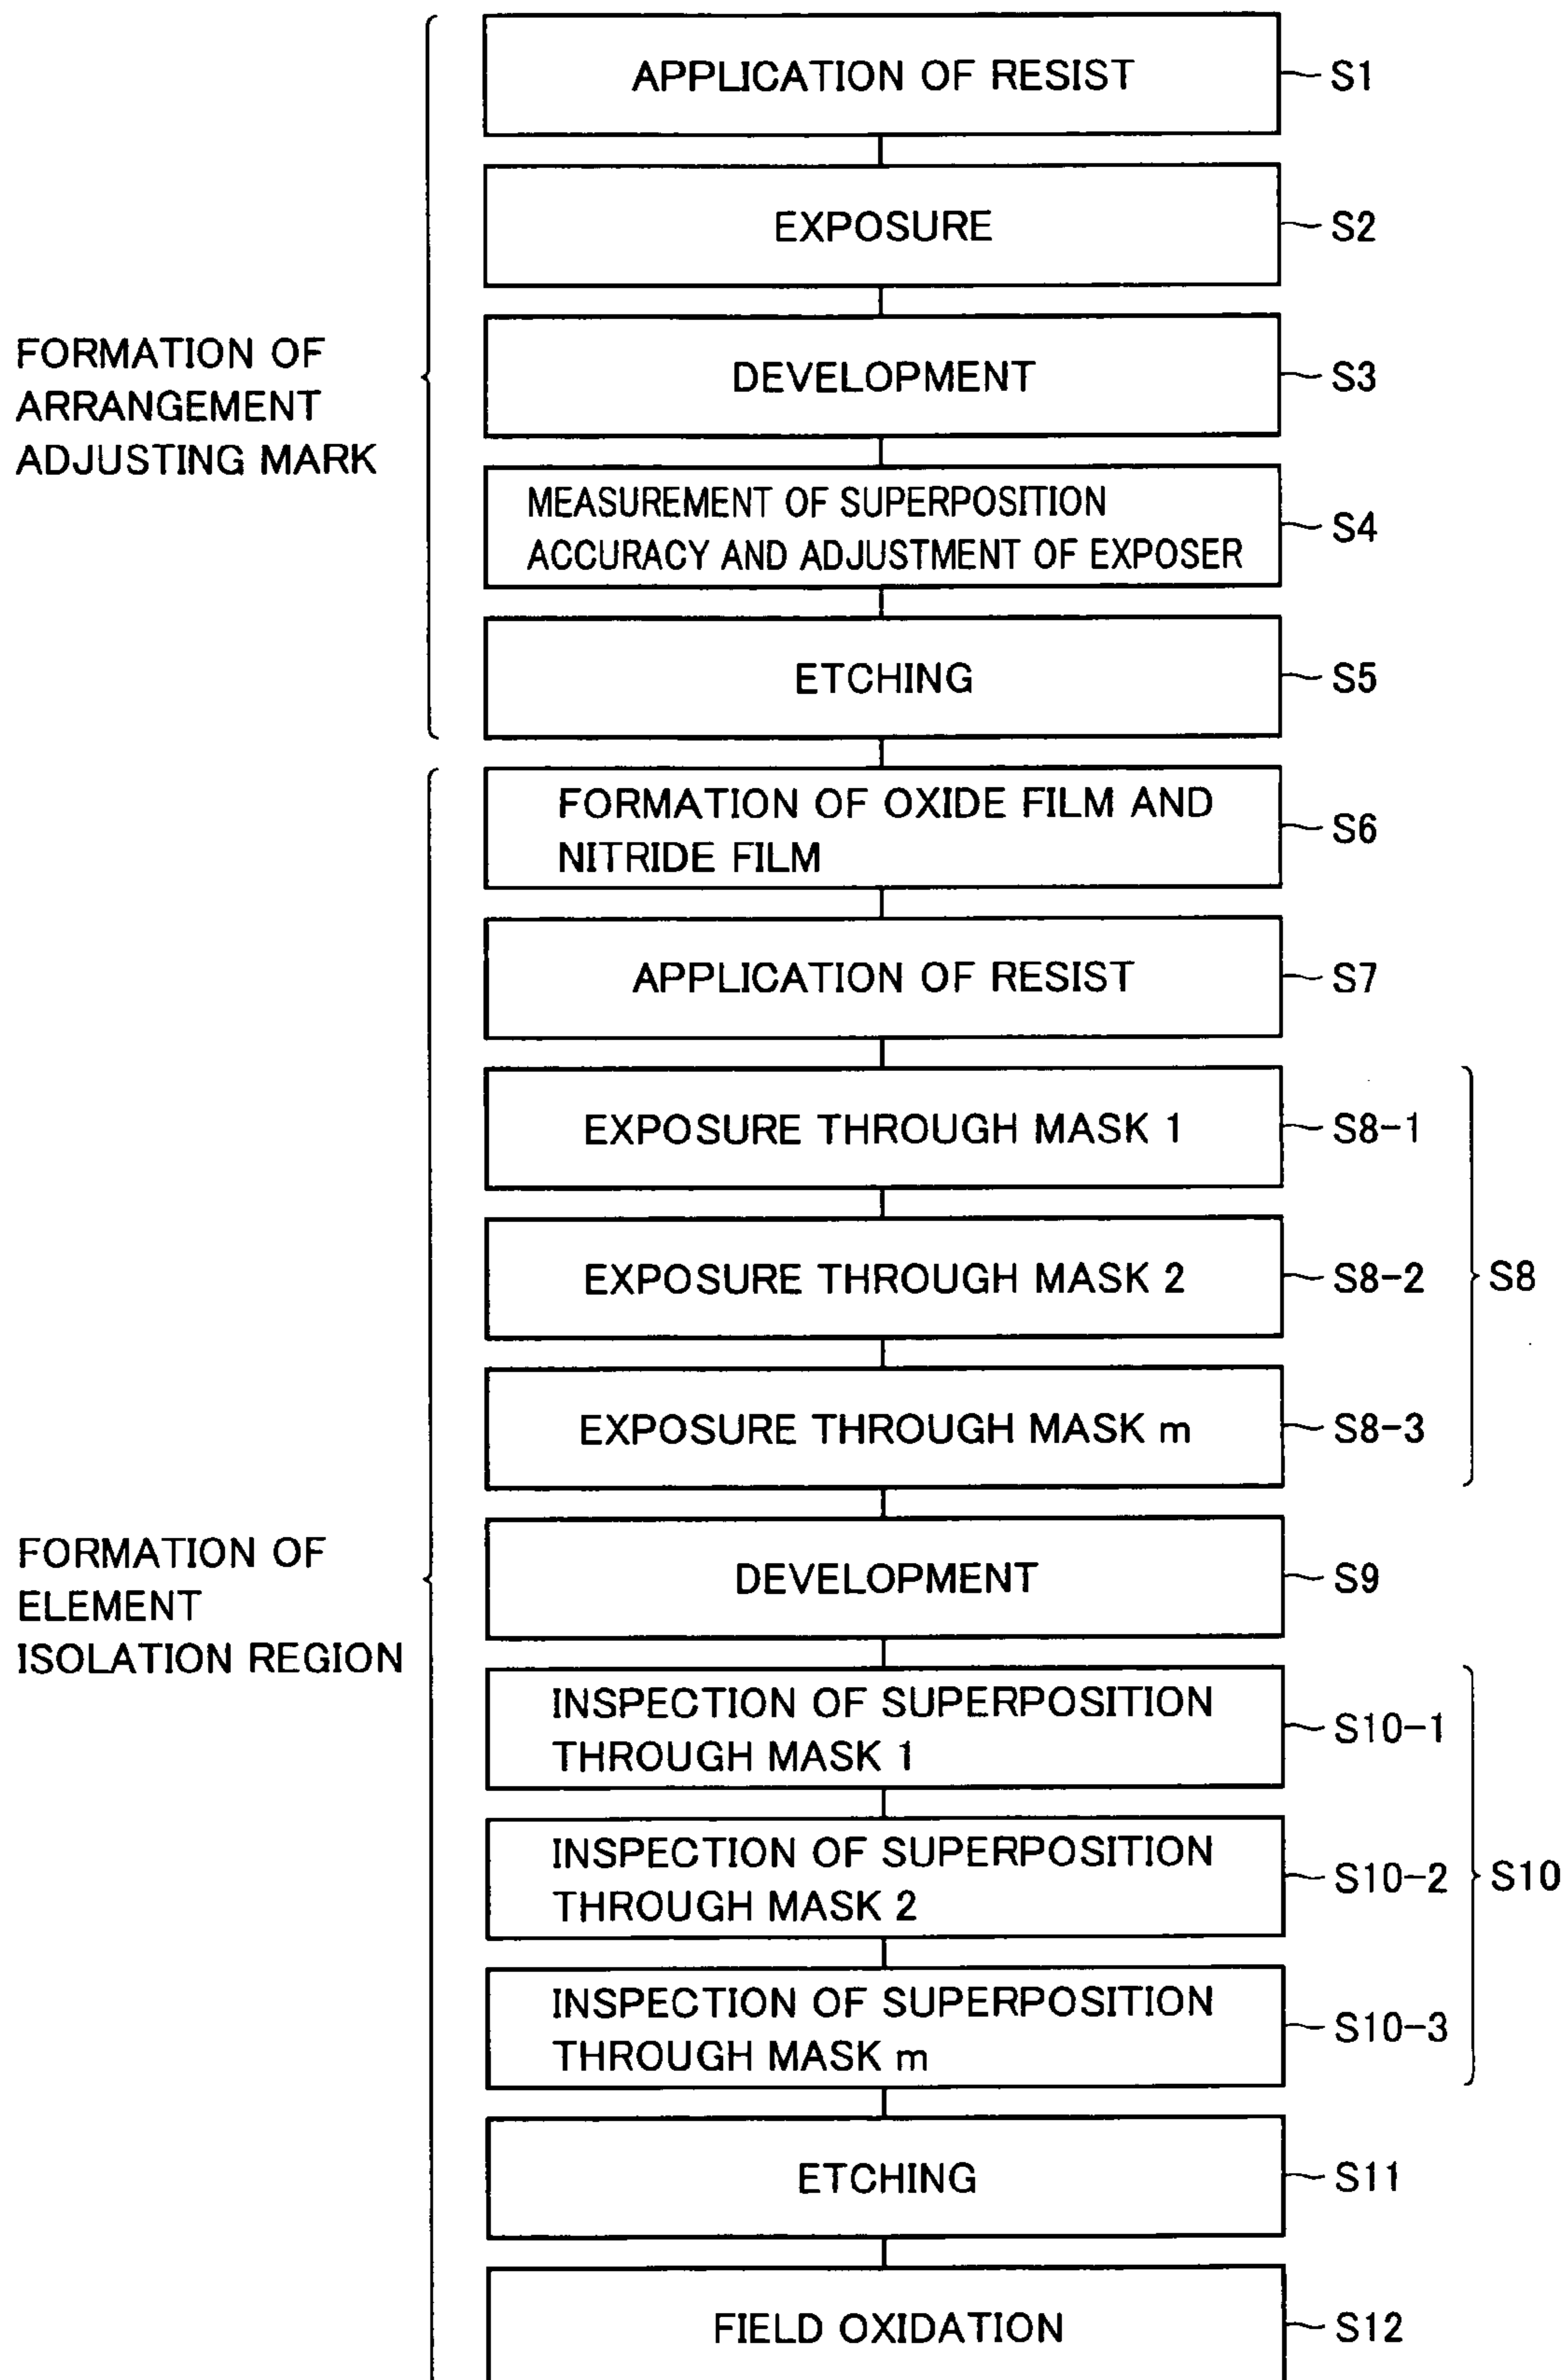 APPLICATION OF RESIST
S1
EXPOSURE
S2
FORMATION OF
ARRANGEMENT
ADJUSTING MARK
DEVELOPMENT
S3
MEASUREMENT OF SUPERPOSITION
ACCURACY AND ADJUSTMENT OF EXPOSER
S4
ETCHING
S5
FORMATION OF OXIDE FILM AND
NITRIDE FILM
S6
APPLICATION OF RESIST
S7
EXPOSURE THROUGH MASK 1
S8-1
EXPOSURE THROUGH MASK 2
S8-2
S8
EXPOSURE THROUGH MASK m
S8-3
FORMATION OF
ELEMENT
ISOLATION REGION
DEVELOPMENT
S9
INSPECTION OF SUPERPOSITION
THROUGH MASK 1
S10-1
INSPECTION OF SUPERPOSITION
THROUGH MASK 2
S10-2
S10
INSPECTION OF SUPERPOSITION
THROUGH MASK m
S10-3
ETCHING
S11
FIELD OXIDATION
S12